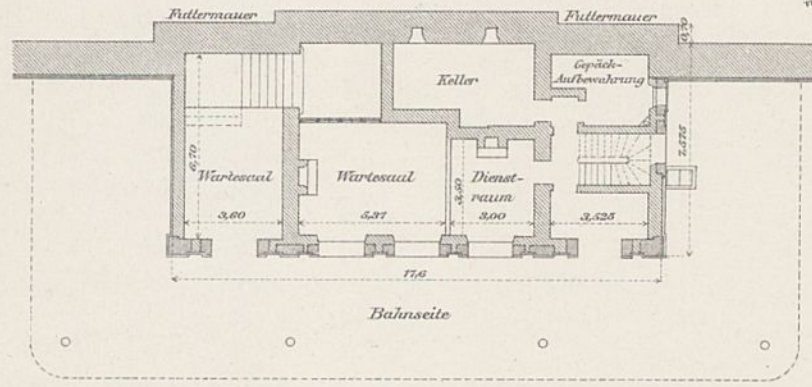 Futtermauer
Futtermauer
0,70
Gepäck-
Aufbewahrung
Keller
6,70
7,575
Wartesaal
Wartesaal
Dienst-
raum
3,50
3,60
5,37
3,00
3,525
17,6
Bahnseite